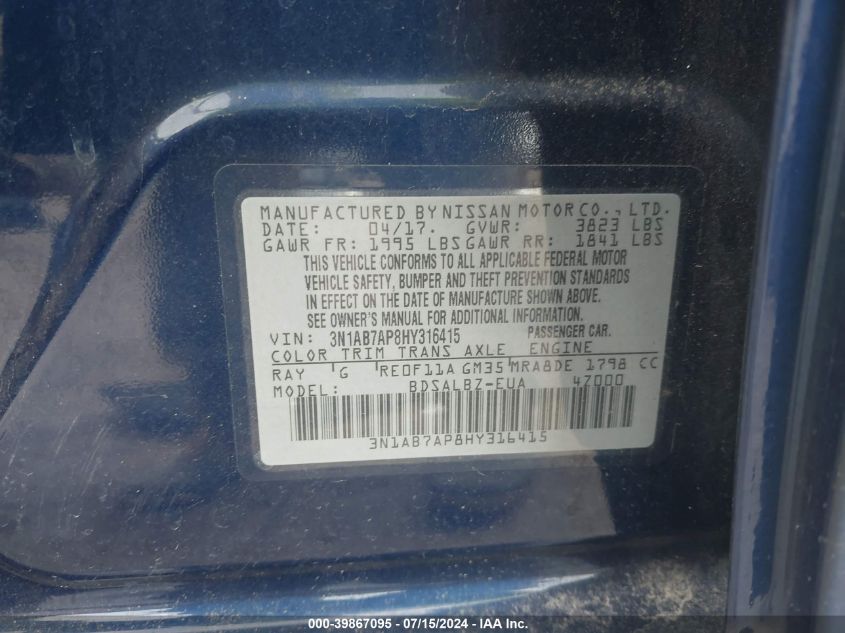 MANUFACTURED BY NISSAN MOTOR CO., LTD.
DATE: 04/17. GVWR: 3823 LBS
GAWR FR: 1995 LBS GAWR RR: 1841 LBS
THIS VEHICLE CONFORMS TO ALL APPLICABLE FEDERAL MOTOR
VEHICLE SAFETY, BUMPER AND THEFT PREVENTION STANDARDS
IN EFFECT ON THE DATE OF MANUFACTURE SHOWN ABOVE.
SEE OWNER'S MANUAL FOR ADDITIONAL INFORMATION.
VIN: 3N1AB7AP8HY316415 PASSENGER CAR.
COLOR TRIM TRANS AXLE ENGINE
RAY G RE0F11A GM35 MRA8DE 1798 CC
MODEL: BDSALBZ-EUA 4Z000
3N1AB7AP8HY316415
000-39867095 - 07/15/2024 - IAA Inc.